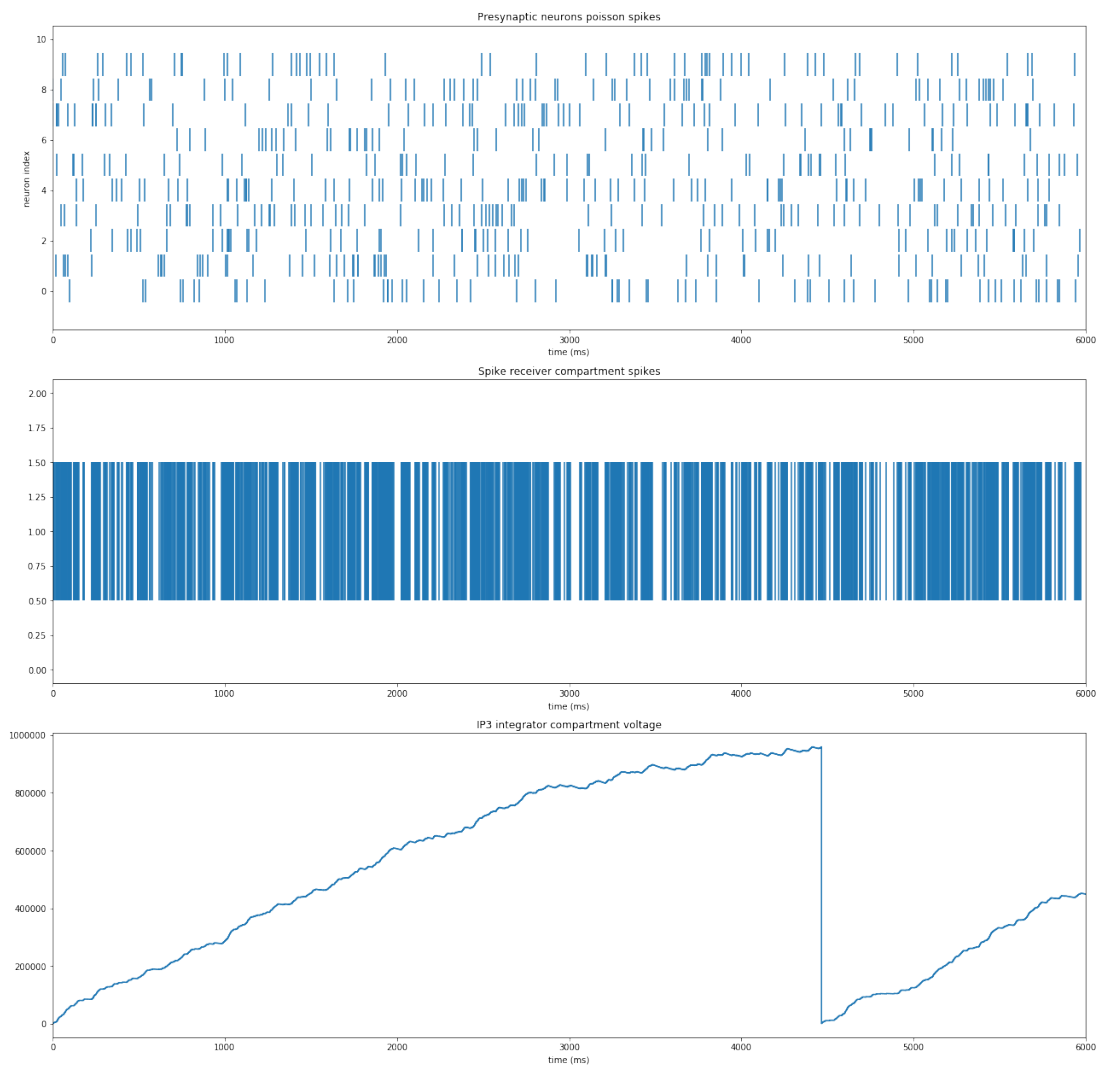 Presynaptic neurons poisson spikes
10
8
6
4
2
0
neuron index
0 1000 2000 3000 4000 5000 6000
time (ms)
Spike receiver compartment spikes
2.00
1.75
1.50
1.25
1.00
0.75
0.50
0.25
0.00
0 1000 2000 3000 4000 5000 6000
time (ms)
IP3 integrator compartment voltage
1000000
800000
600000
400000
200000
0
0 1000 2000 3000 4000 5000 6000
time (ms)